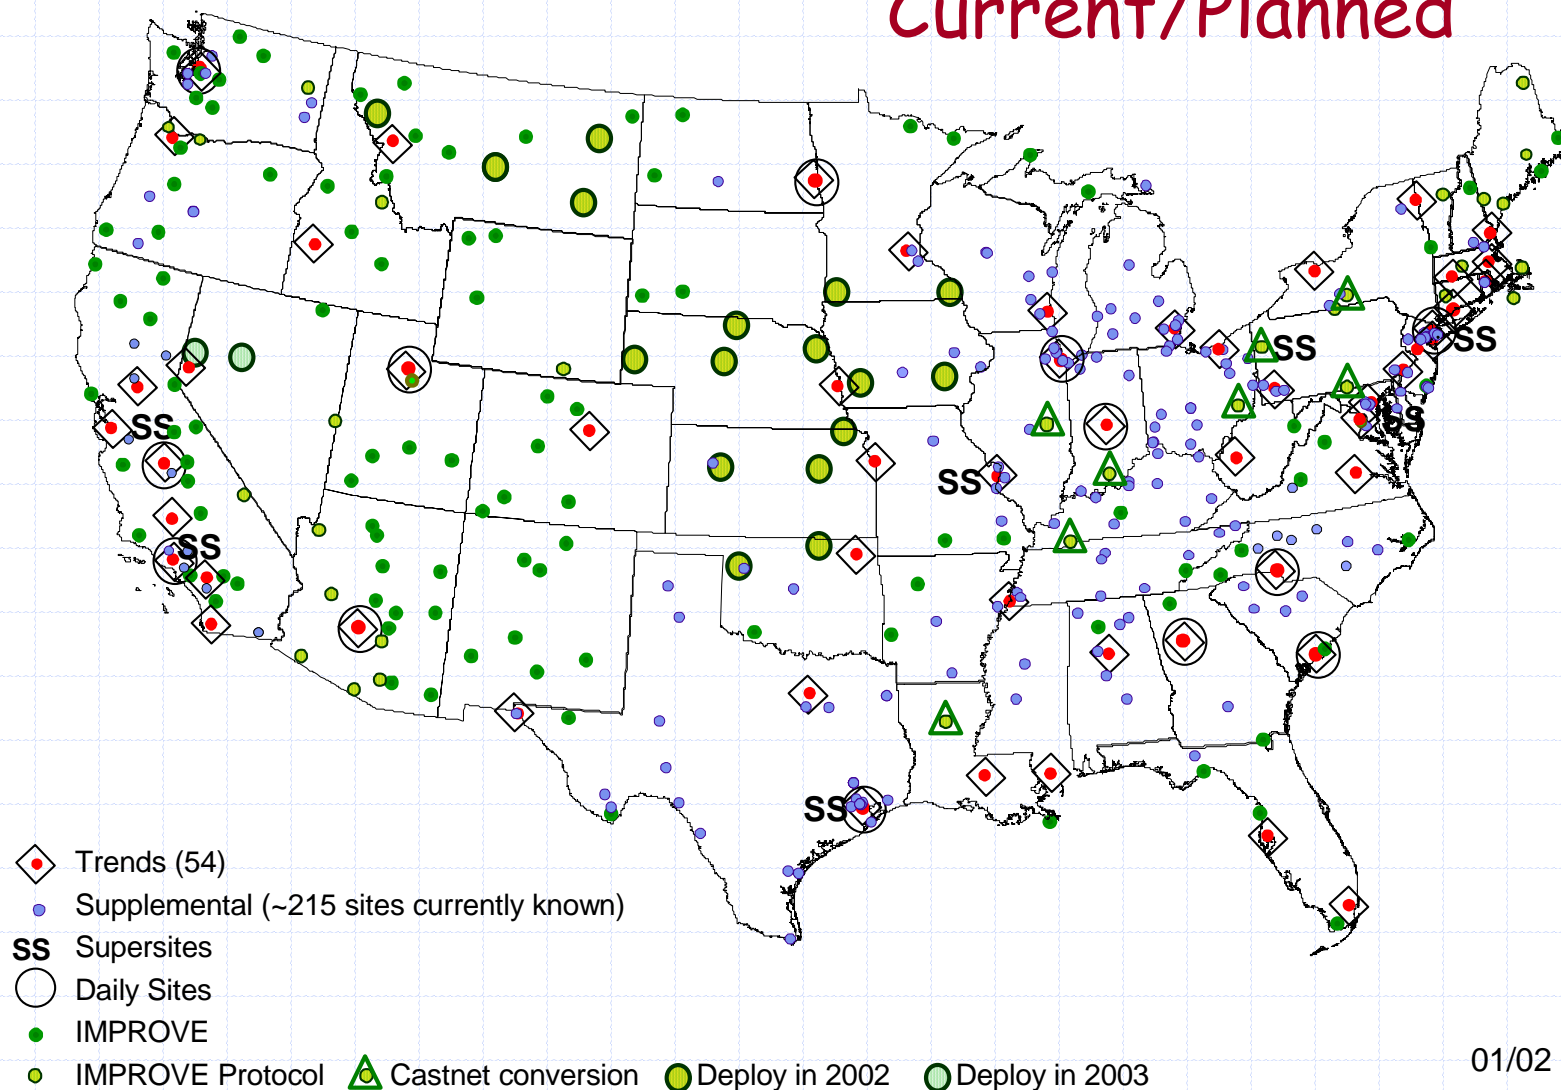 Current/Planned
SS
SS
SS
SS
SS
SS
SS
Trends (54)
Supplemental (~215 sites currently known)
SS Supersites
Daily Sites
IMPROVE
IMPROVE Protocol Castnet conversion Deploy in 2002 Deploy in 2003
01/02